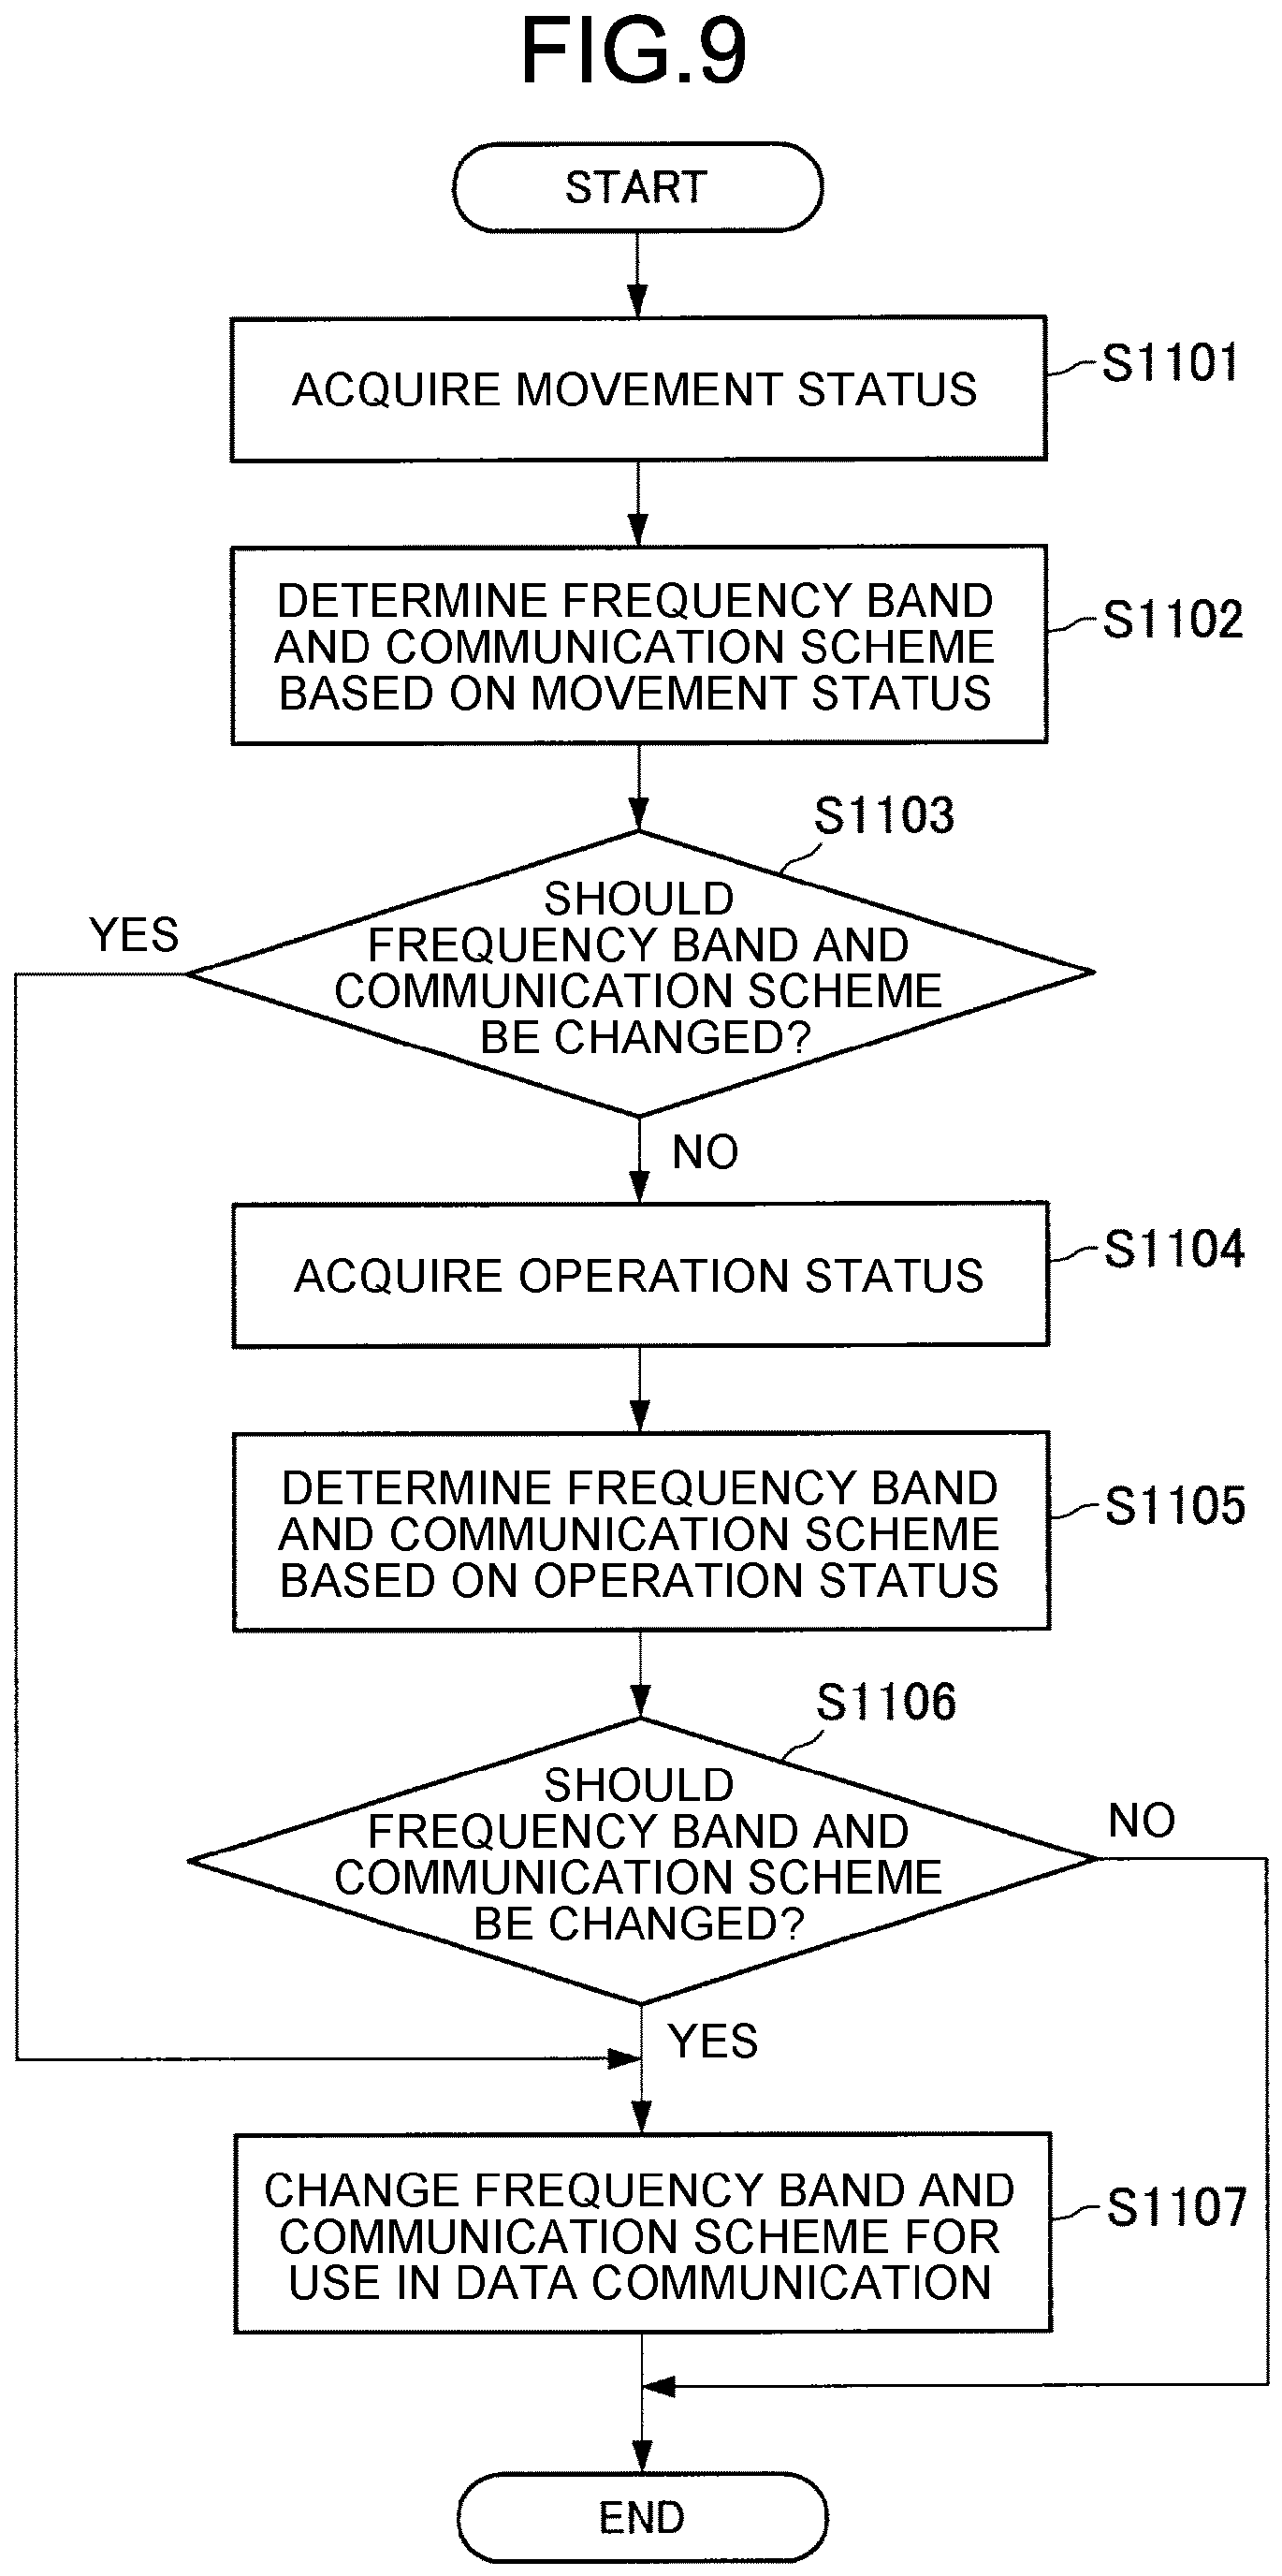 FIG.9
START
ACQUIRE MOVEMENT STATUS
S1101
DETERMINE FREQUENCY BAND
AND COMMUNICATION SCHEME
BASED ON MOVEMENT STATUS
S1102
S1103
SHOULD
FREQUENCY BAND AND
COMMUNICATION SCHEME
BE CHANGED?
YES
NO
ACQUIRE OPERATION STATUS
S1104
DETERMINE FREQUENCY BAND
AND COMMUNICATION SCHEME
BASED ON OPERATION STATUS
S1105
S1106
SHOULD
FREQUENCY BAND AND
COMMUNICATION SCHEME
BE CHANGED?
NO
YES
CHANGE FREQUENCY BAND AND
COMMUNICATION SCHEME FOR
USE IN DATA COMMUNICATION
S1107
END